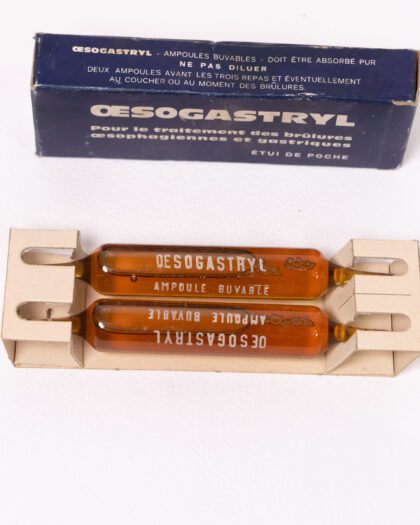 ŒSOGASTRYL - AMPOULES BUVABLES - DOIT ÊTRE ABSORBÉ PUR
NE PAS DILUER
DEUX AMPOULES AVANT LES TROIS REPAS ET ÉVENTUELLEMENT
AU COUCHER OU AU MOMENT DES BRÛLURES.
ŒSOGASTRYL
Pour le traitement des brûlures
œsophagiennes et gastriques
ÉTUI DE POCHE
OESOGASTRYL
AMPOULE BUVABLE
AMPOULE BUVABLE
OESOGASTRYL